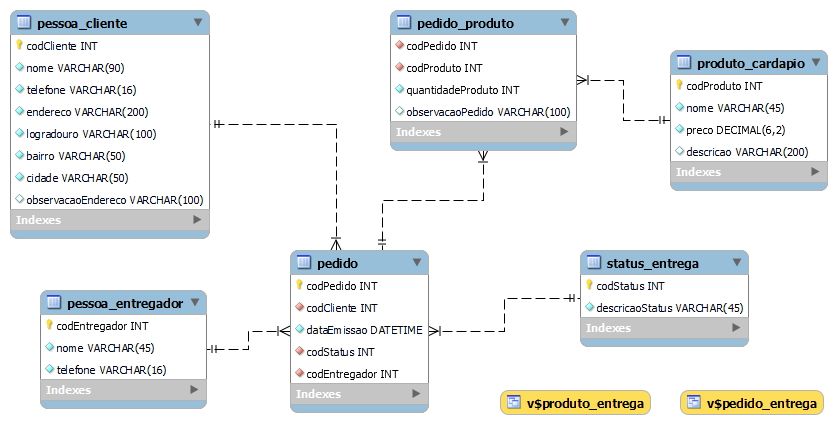 pessoa_cliente
codCliente INT
nome VARCHAR(90)
telefone VARCHAR(16)
endereco VARCHAR(200)
logradouro VARCHAR(100)
bairro VARCHAR(50)
cidade VARCHAR(50)
observacaoEndereco VARCHAR(100)
Indexes
pedido_produto
codPedido INT
codProduto INT
quantidadeProduto INT
observacaoPedido VARCHAR(100)
Indexes
produto_cardapio
codProduto INT
nome VARCHAR(45)
preco DECIMAL(6,2)
descricao VARCHAR(200)
Indexes
pessoa_entregador
codEntregador INT
nome VARCHAR(45)
telefone VARCHAR(16)
Indexes
pedido
codPedido INT
codCliente INT
dataEmissao DATETIME
codStatus INT
codEntregador INT
Indexes
status_entrega
codStatus INT
descricaoStatus VARCHAR(45)
Indexes
v$produto_entrega
v$pedido_entrega